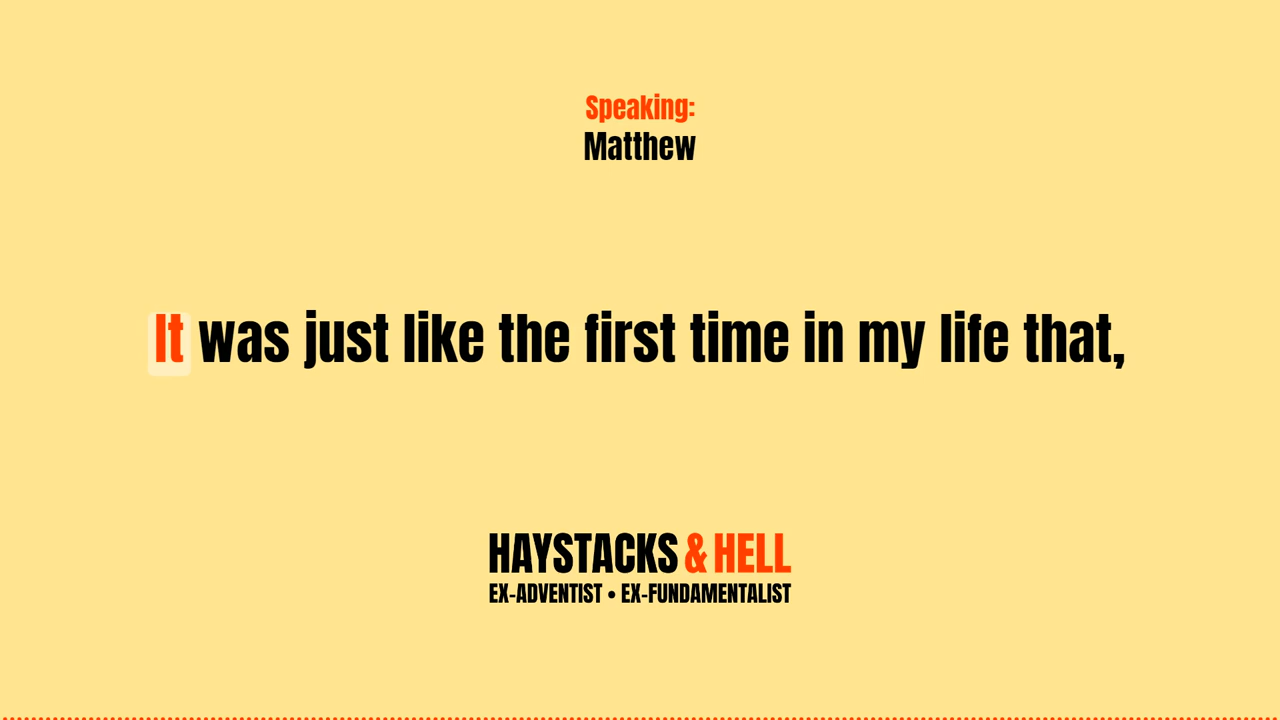 Speaking:
Matthew
It was just like the first time in my life that,
HAYSTACKS & HELL
EX-ADVENTIST • EX-FUNDAMENTALIST